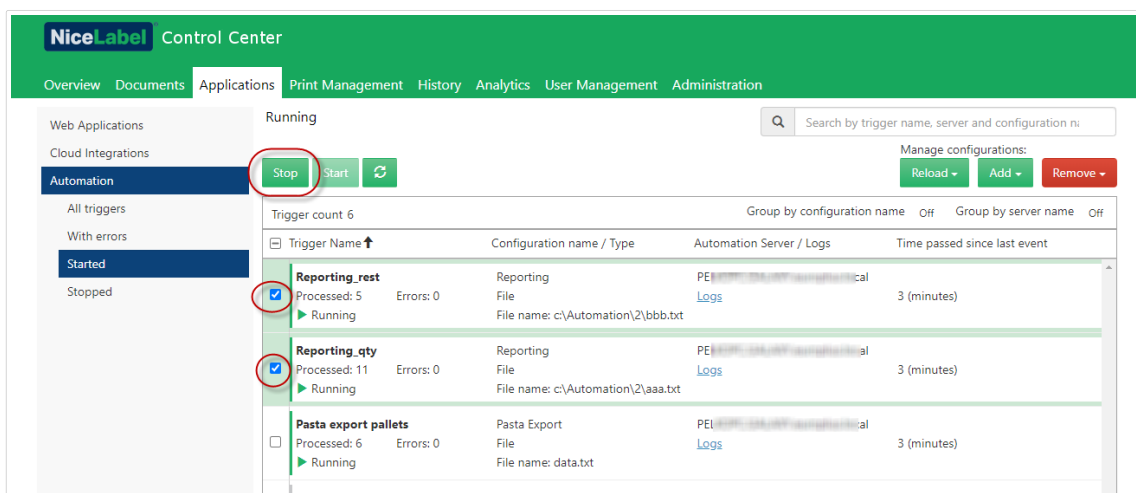 NiceLabel Control Center
Overview Documents Applications Print Management History Analytics User Management Administration
Web Applications
Cloud Integrations
Automation
All triggers
With errors
Started
Stopped
Running
Search by trigger name, server and configuration
Manage configurations:
Stop Start Reload Add Remove
Trigger count 6 Group by configuration name Off Group by server name Off
Trigger Name Configuration name / Type Automation Server / Logs Time passed since last event
Reporting_rest Reporting
Processed: 5 Errors: 0 File Logs 3 (minutes)
Running File name: c:\Automation\2\bbb.txt
Reporting_qty Reporting
Processed: 11 Errors: 0 File Logs 3 (minutes)
Running File name: c:\Automation\2\aaa.txt
Pasta export pallets Pasta Export
Processed: 6 Errors: 0 File Logs 3 (minutes)
Running File name: data.txt